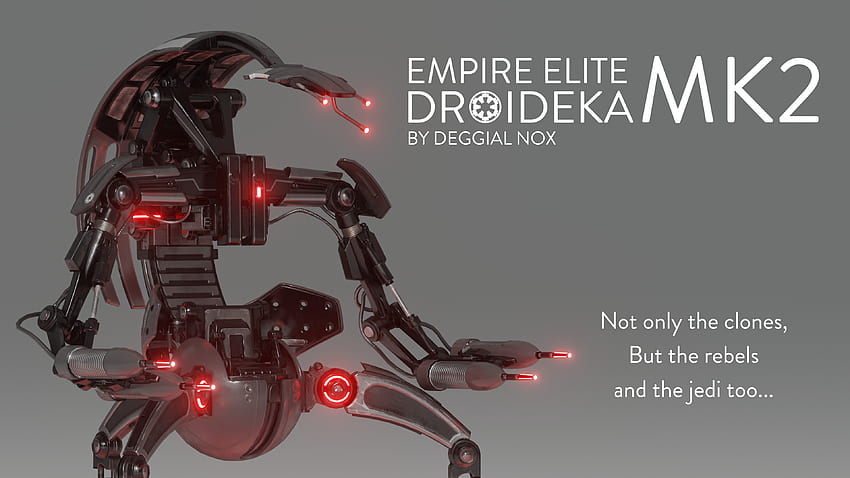 EMPIRE ELITE
DROIDEKA MK2
BY DEGGIAL NOX
Not only the clones,
But the rebels
and the jedi too...